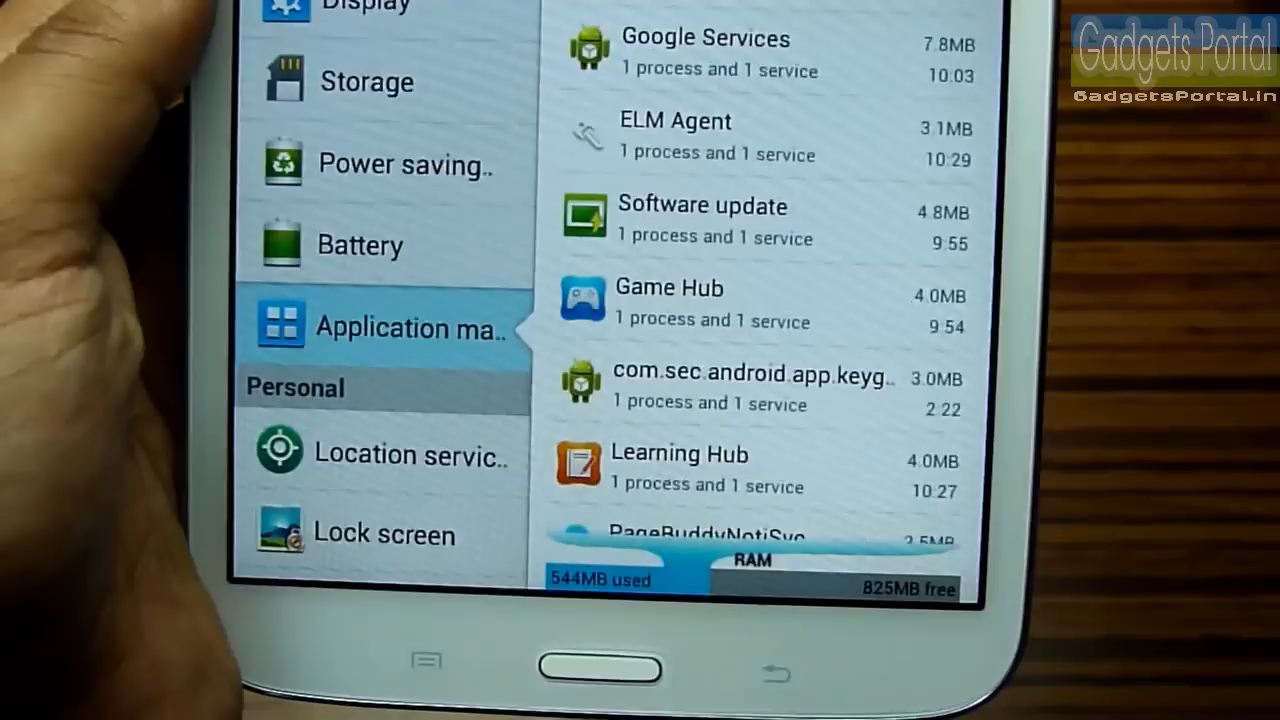 Display
Storage
Power saving..
Battery
Application ma..
Personal
Location servic..
Lock screen
Google Services 7.8MB
1 process and 1 service 10:03
ELM Agent 3.1MB
1 process and 1 service 10:29
Software update 4.8MB
1 process and 1 service 9:55
Game Hub 4.0MB
1 process and 1 service 9:54
com.sec.android.app.keyg.. 3.0MB
1 process and 1 service 2:22
Learning Hub 4.0MB
1 process and 1 service 10:27
PageBuddyNotiSvc 2.5MB
RAM
544MB used 825MB free
Gadgets Portal
GadgetsPortal.in